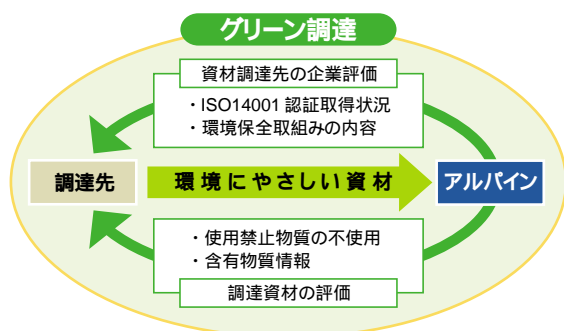 グリーン調達
資材調達先の企業評価
・ISO14001 認証取得状況
・環境保全取組みの内容
調達先
環境にやさしい資材
アルパイン
・使用禁止物質の不使用
・含有物質情報
調達資材の評価